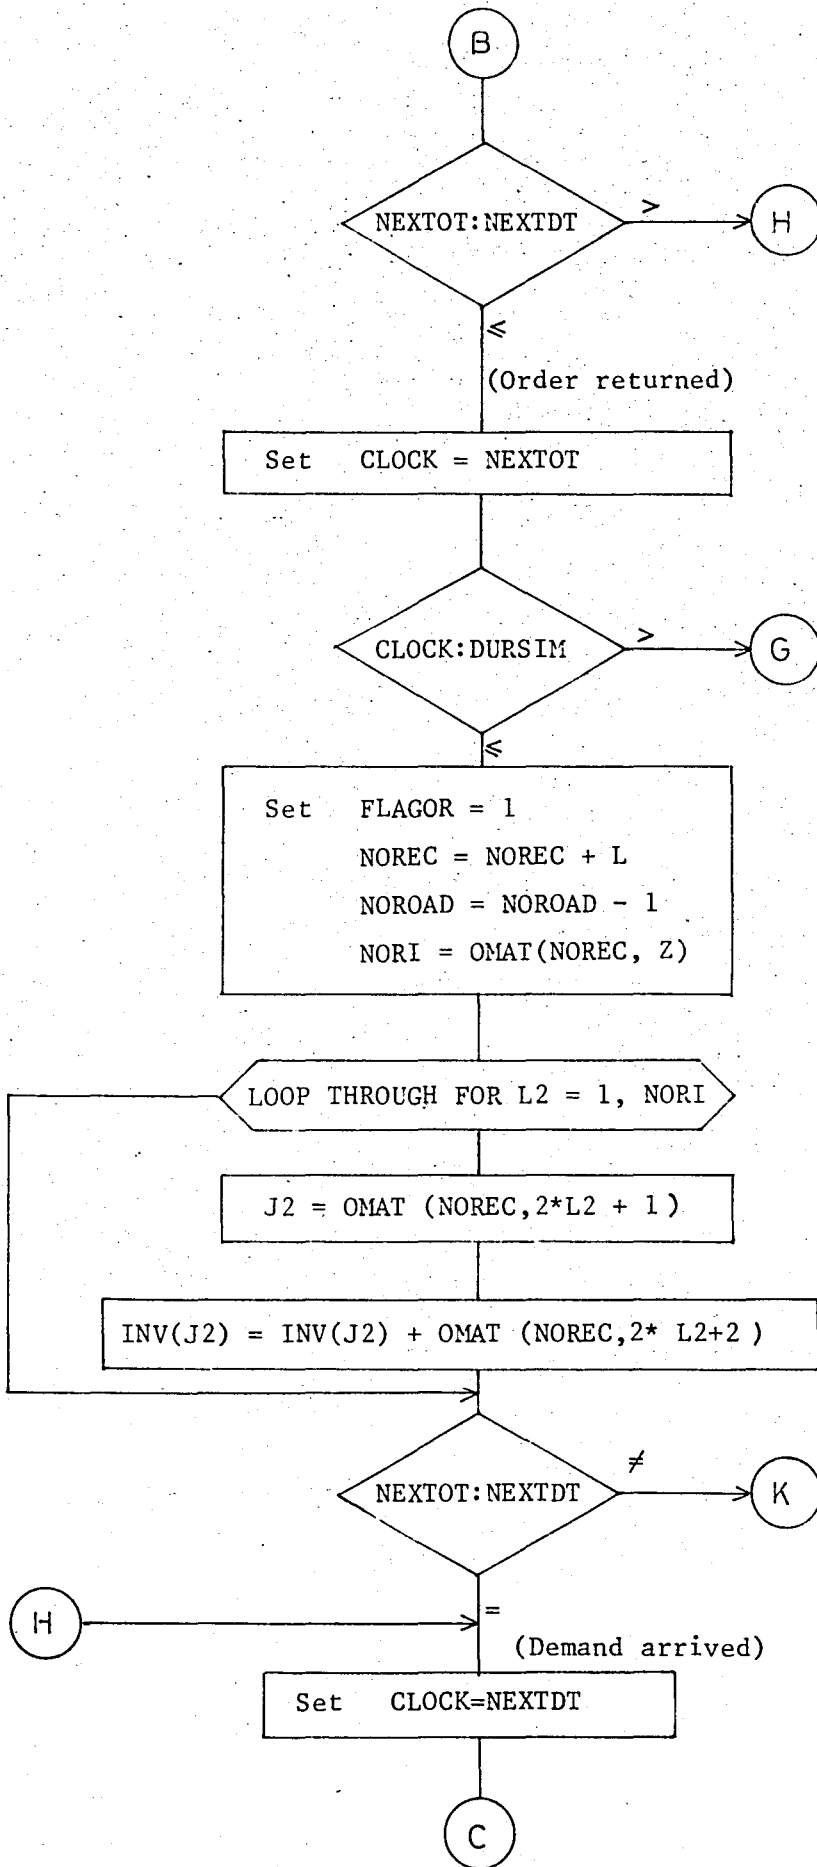 B
NEXTOT:NEXTDT
>
H
≤
(Order returned)
Set CLOCK = NEXTOT
CLOCK:DURSIM
>
G
≤
Set FLAGOR = 1
NOREC = NOREC + L
NOROAD = NOROAD - 1
NORI = OMAT(NOREC, Z)
LOOP THROUGH FOR L2 = 1, NORI
J2 = OMAT (NOREC,2*L2 + 1)
INV(J2) = INV(J2) + OMAT (NOREC,2* L2+2 )
NEXTOT:NEXTDT
≠
K
H
=
(Demand arrived)
Set CLOCK=NEXTDT
C